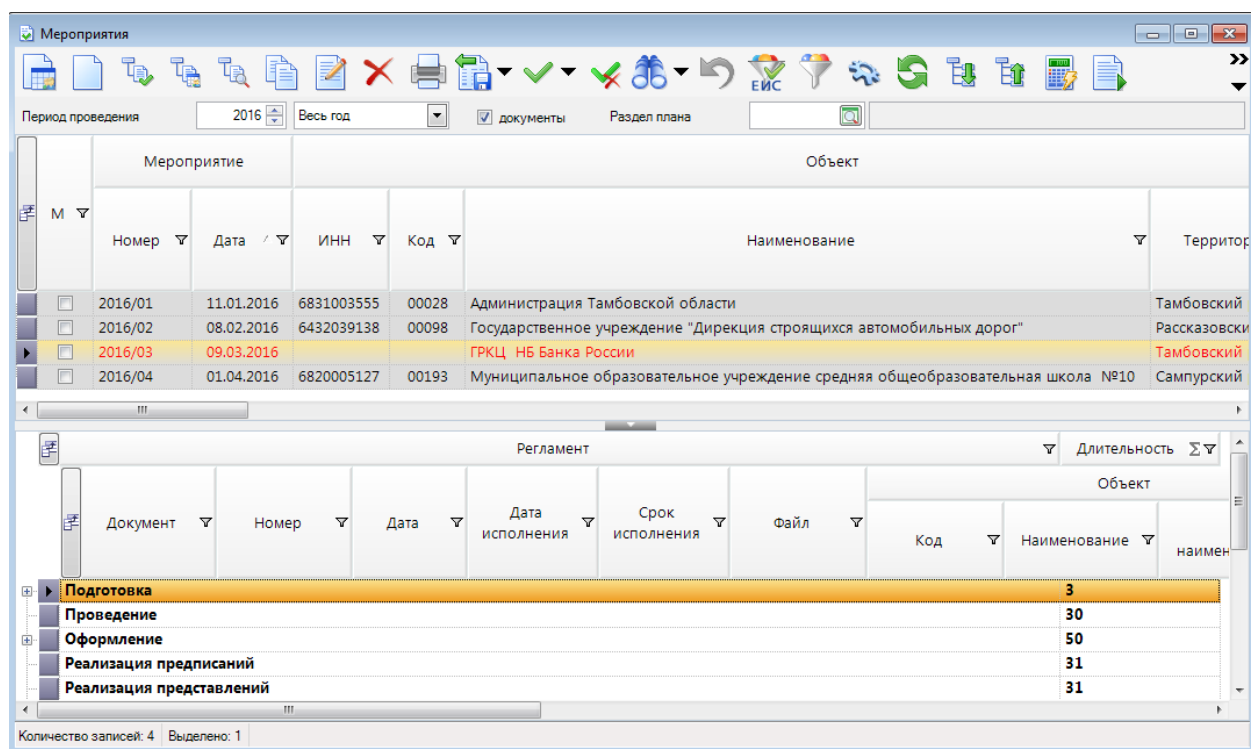 Мероприятия
ЕИС
Период проведения 2016 Весь год документы Раздел плана
Мероприятие Объект
М Номер Дата ИНН Код Наименование Территор
2016/01 11.01.2016 6831003555 00028 Администрация Тамбовской области Тамбовский
2016/02 08.02.2016 6432039138 00098 Государственное учреждение "Дирекция строящихся автомобильных дорог" Рассказовски
2016/03 09.03.2016 ГРКЦ НБ Банка России Тамбовский
2016/04 01.04.2016 6820005127 00193 Муниципальное образовательное учреждение средняя общеобразовательная школа №10 Сампурский
Регламент Длительность Σ
Объект
Документ Номер Дата Дата исполнения Срок исполнения Файл Код Наименование наимен
Подготовка 3
Проведение 30
Оформление 50
Реализация предписаний 31
Реализация представлений 31
Количество записей: 4 Выделено: 1